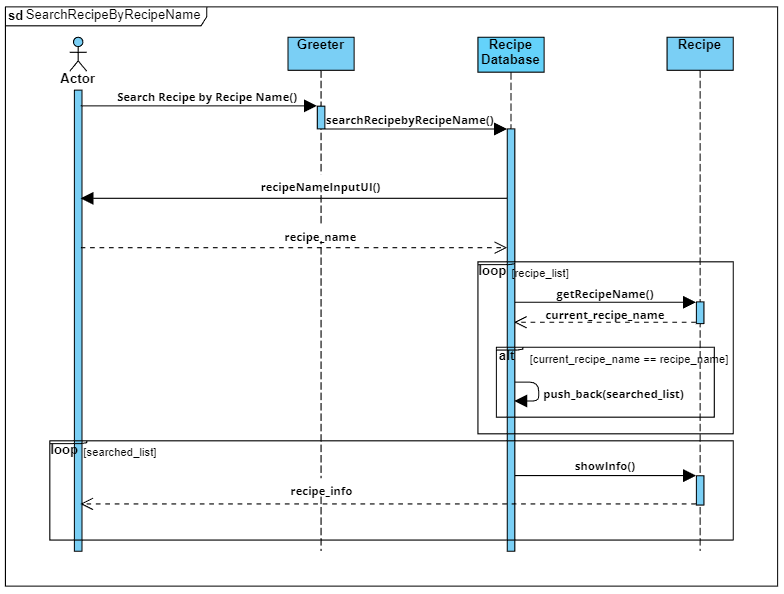 sd SearchRecipeByRecipeName
Actor
Greeter
Recipe
Database
Recipe
Search Recipe by Recipe Name()
searchRecipebyRecipeName()
recipeNameInputUI()
recipe_name
loop [recipe_list]
getRecipeName()
current_recipe_name
alt [current_recipe_name == recipe_name]
push_back(searched_list)
loop [searched_list]
showInfo()
recipe_info